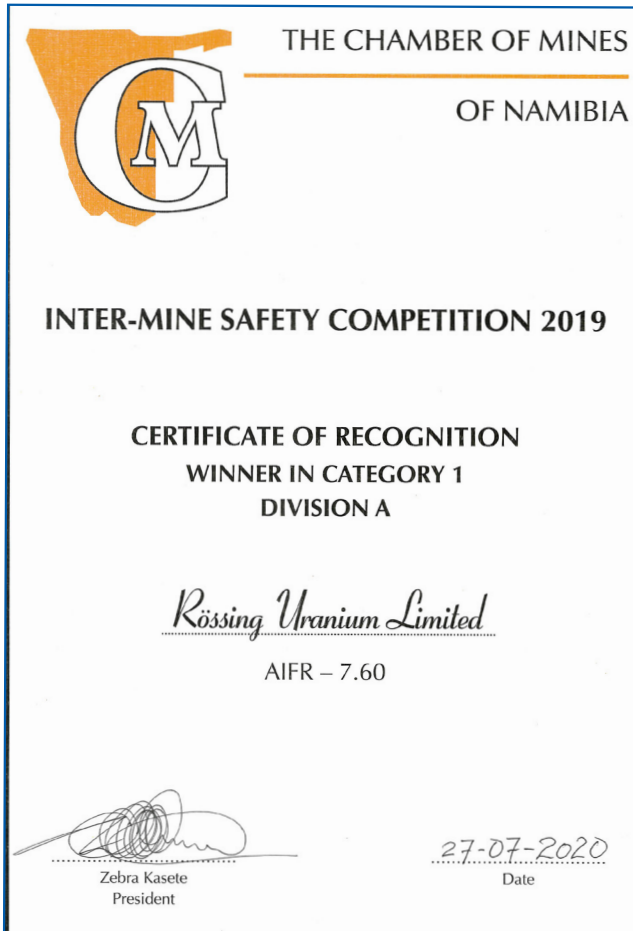 THE CHAMBER OF MINES
OF NAMIBIA
CM
INTER-MINE SAFETY COMPETITION 2019
CERTIFICATE OF RECOGNITION
WINNER IN CATEGORY 1
DIVISION A
Rössing Uranium Limited
AIFR – 7.60
27-07-2020
Zebra Kasete
Date
President